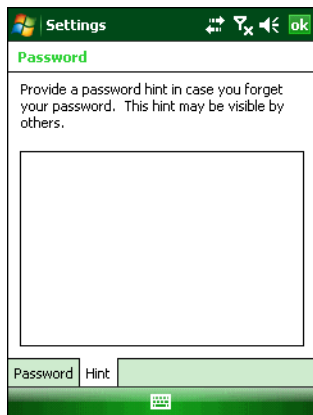 Settings
ok
Password
Provide a password hint in case you forget
your password.  This hint may be visible by
others.
Password Hint